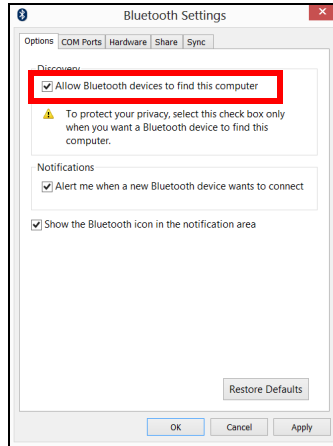 Bluetooth Settings
Options COM Ports Hardware Share Sync
Discovery
Allow Bluetooth devices to find this computer
To protect your privacy, select this check box only
when you want a Bluetooth device to find this
computer.
Notifications
Alert me when a new Bluetooth device wants to connect
Show the Bluetooth icon in the notification area
Restore Defaults
OK Cancel Apply